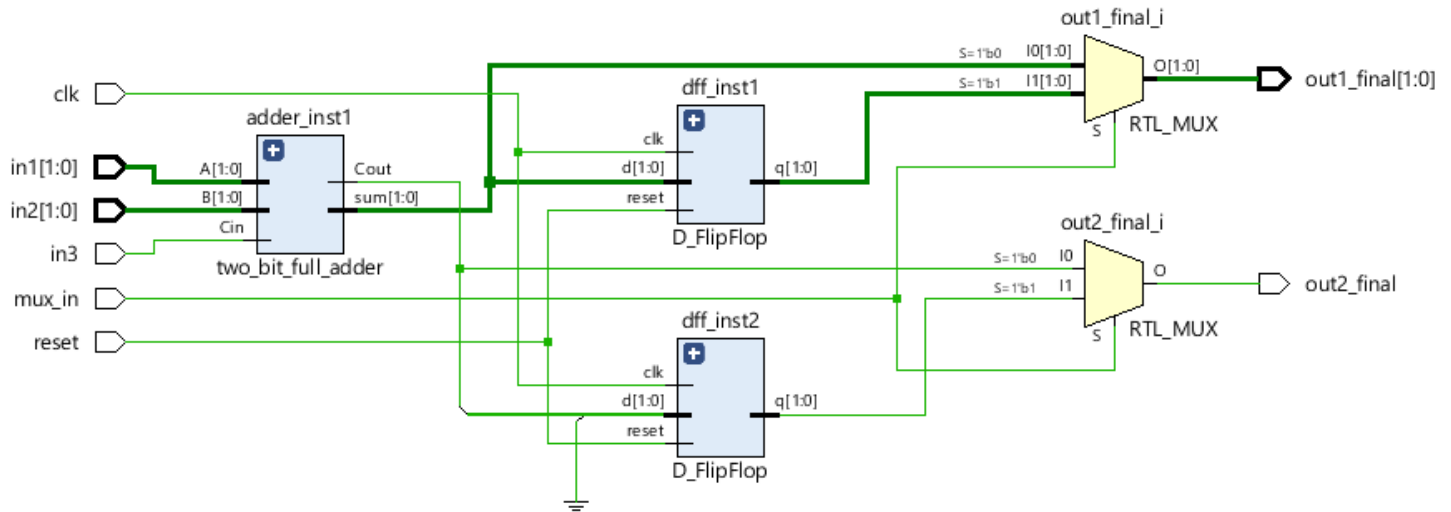 out1_final_i
S=1'b0 I0[1:0]
O[1:0]
S=1'b1 I1[1:0]
out1_final[1:0]
S
RTL_MUX
clk
dff_inst1
clk
d[1:0]
q[1:0]
reset
D_FlipFlop
adder_inst1
in1[1:0]
A[1:0]
Cout
in2[1:0]
B[1:0]
sum[1:0]
Cin
in3
two_bit_full_adder
out2_final_i
S=1'b0 I0
O
S=1'b1 I1
out2_final
S
RTL_MUX
mux_in
reset
dff_inst2
clk
d[1:0]
q[1:0]
reset
D_FlipFlop